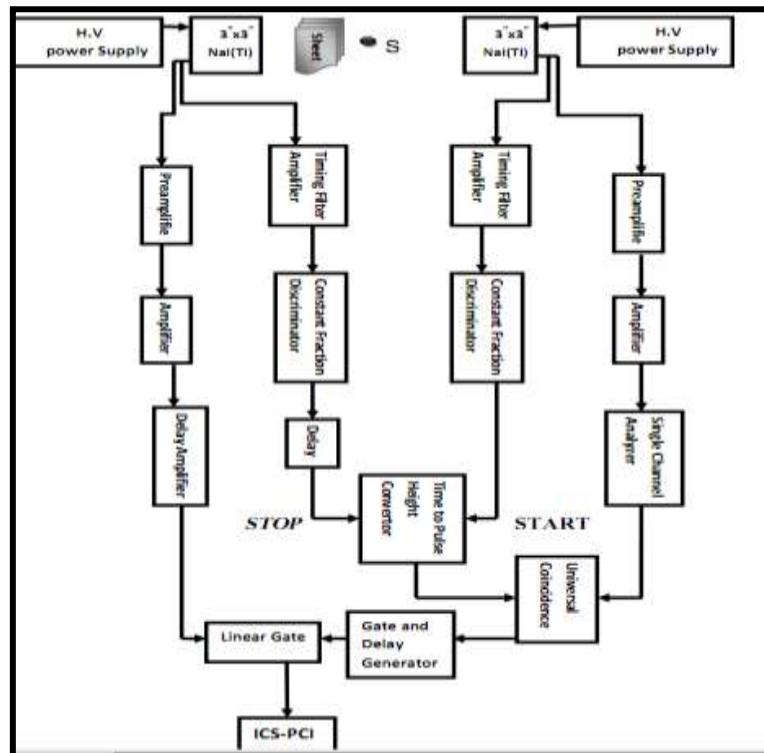 H.V
power Supply
3"x3"
NaI(Tl)
Sheet
S
3"x3"
NaI(Tl)
H.V
power Supply
Preamplifie
Timing Filter
Amplifier
Timing Filter
Amplifier
Preamplifie
Amplifier
Constant Fraction
Discriminator
Constant Fraction
Discriminator
Amplifier
Delay Amplifier
Delay
Single Channel
Analyzer
STOP
Time to Pulse
Height
Convertor
START
Universal
Coincidence
Linear Gate
Gate and
Delay
Generator
ICS-PCI